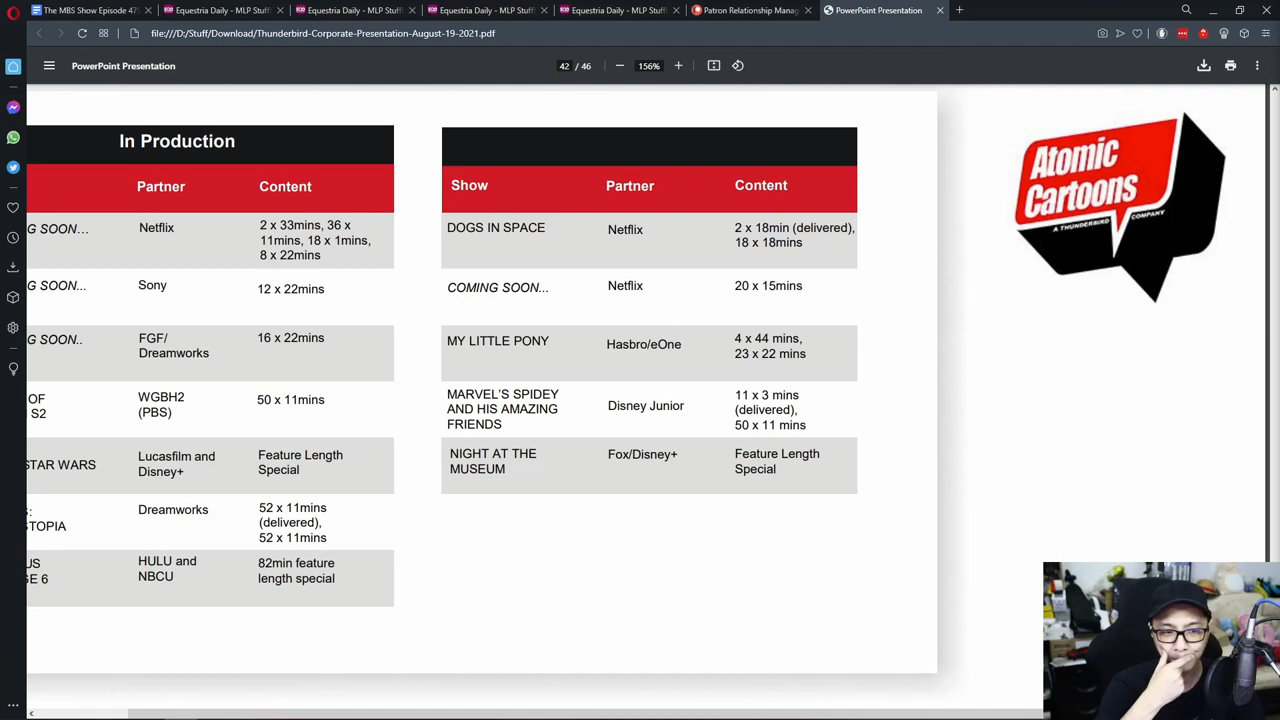 The MBS Show Episode 47
Equestria Daily - MLP Stuff
Equestria Daily - MLP Stuff!
Equestria Daily - MLP Stuff
Equestria Daily - MLP Stuff
Patron Relationship Manag
PowerPoint Presentation
file:///D:/Stuff/Download/Thunderbird-Corporate-Presentation-August-19-2021.pdf
PowerPoint Presentation
42 / 46
156%
In Production
Partner
Content
G SOON...
Netflix
2 x 33mins, 36 x
11mins, 18 x 1mins,
8 x 22mins
G SOON...
Sony
12 x 22mins
G SOON..
FGF/
Dreamworks
16 x 22mins
OF
S2
WGBH2
(PBS)
50 x 11mins
STAR WARS
Lucasfilm and
Disney+
Feature Length
Special
S:
TOPIA
Dreamworks
52 x 11mins
(delivered),
52 x 11mins
US
GE 6
HULU and
NBCU
82min feature
length special
Show
Partner
Content
DOGS IN SPACE
Netflix
2 x 18min (delivered),
18 x 18mins
COMING SOON...
Netflix
20 x 15mins
MY LITTLE PONY
Hasbro/eOne
4 x 44 mins,
23 x 22 mins
MARVEL'S SPIDEY
AND HIS AMAZING
FRIENDS
Disney Junior
11 x 3 mins
(delivered),
50 x 11 mins
NIGHT AT THE
MUSEUM
Fox/Disney+
Feature Length
Special
Atomic
Cartoons
A THUNDERBIRD COMPANY